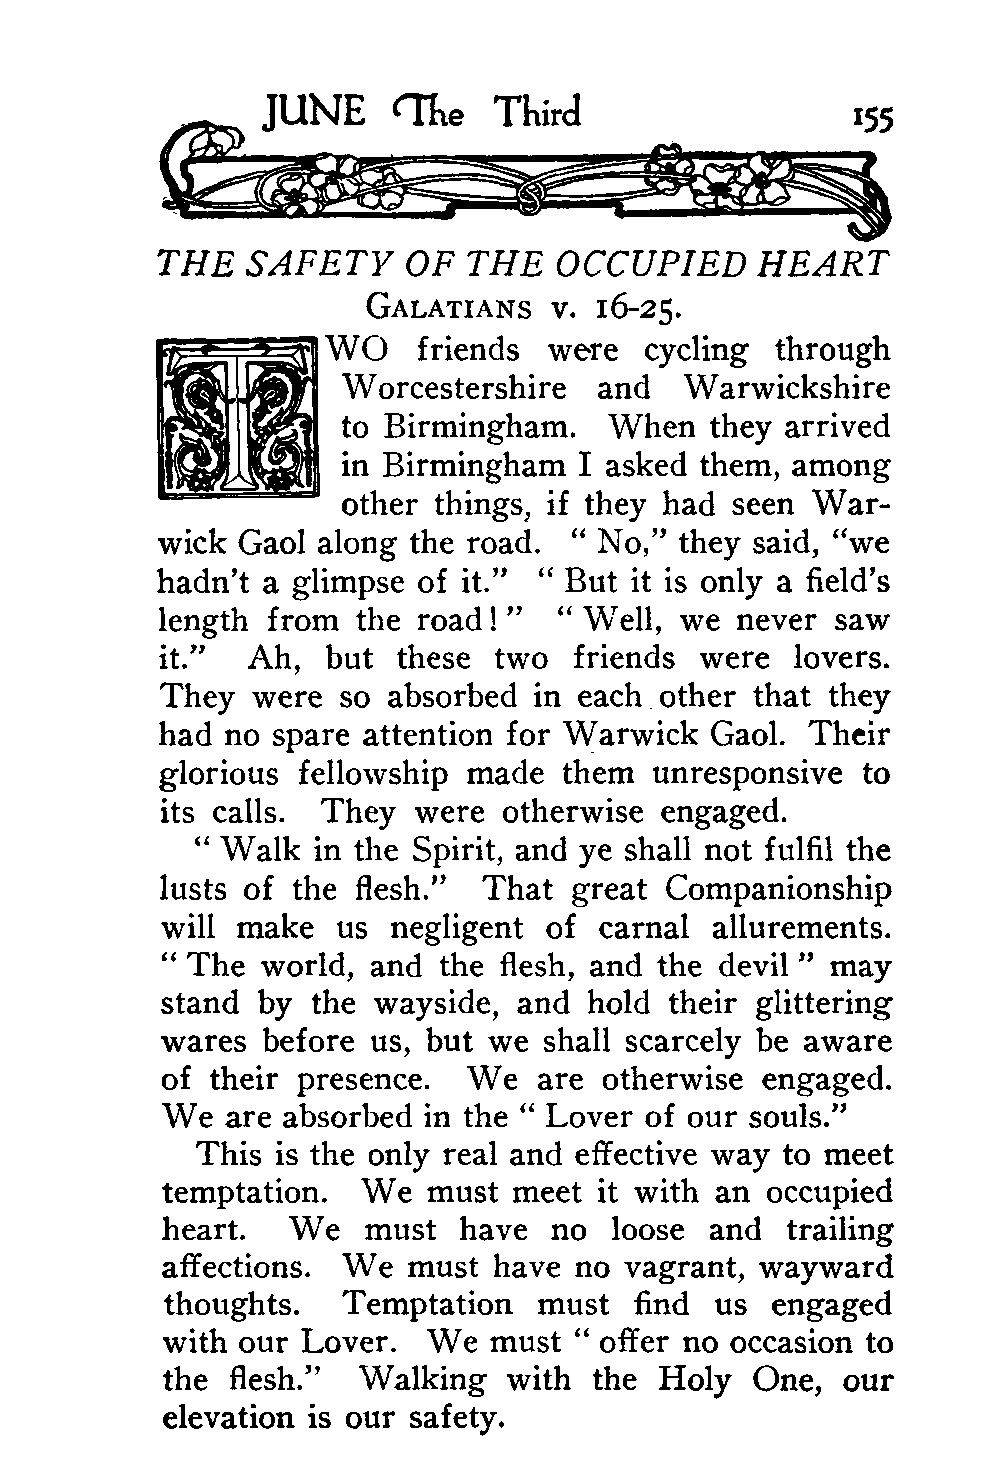 JUNE The Third 155
THE SAFETY OF THE OCCUPIED HEART
GALATIANS v. 16-25.
TWO friends were cycling through
Worcestershire and Warwickshire
to Birmingham. When they arrived
in Birmingham I asked them, among
other things, if they had seen War-
wick Gaol along the road. “ No,” they said, “we
hadn't a glimpse of it.” “ But it is only a field's
length from the road! ” “ Well, we never saw
it.” Ah, but these two friends were lovers.
They were so absorbed in each other that they
had no spare attention for Warwick Gaol. Their
glorious fellowship made them unresponsive to
its calls. They were otherwise engaged.
“ Walk in the Spirit, and ye shall not fulfil the
lusts of the flesh.” That great Companionship
will make us negligent of carnal allurements.
“ The world, and the flesh, and the devil ” may
stand by the wayside, and hold their glittering
wares before us, but we shall scarcely be aware
of their presence. We are otherwise engaged.
We are absorbed in the “ Lover of our souls.”
This is the only real and effective way to meet
temptation. We must meet it with an occupied
heart. We must have no loose and trailing
affections. We must have no vagrant, wayward
thoughts. Temptation must find us engaged
with our Lover. We must “ offer no occasion to
the flesh.” Walking with the Holy One, our
elevation is our safety.